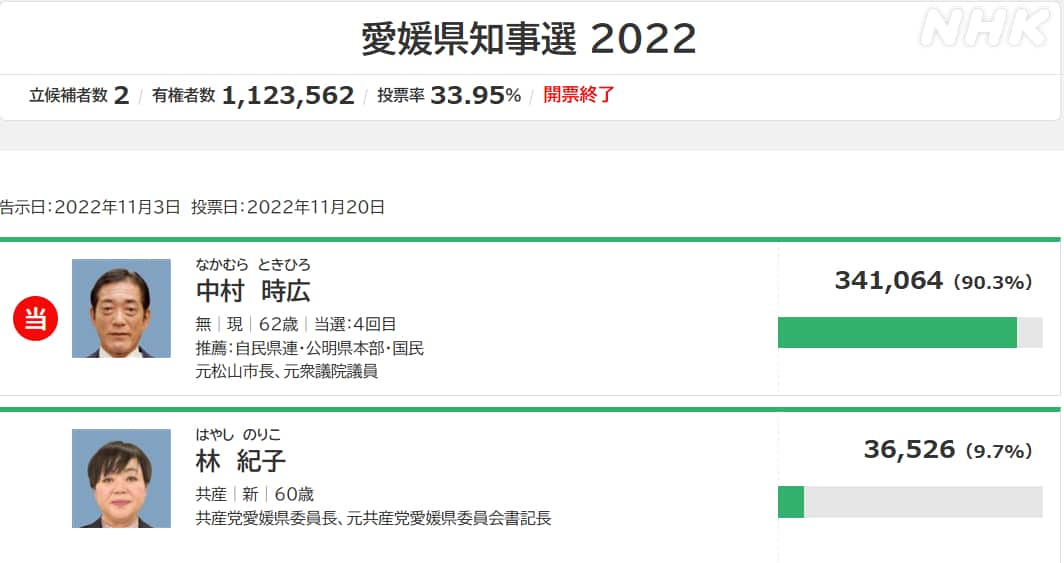 NHK
愛媛県知事選 2022
立候補者数 2 / 有権者数 1,123,562 / 投票率 33.95% / 開票終了
告示日：2022年11月3日 投票日：2022年11月20日
なかむら ときひろ
当
中村 時広
341,064（90.3%）
無｜現｜62歳｜当選：4回目
推薦：自民県連・公明県本部・国民
元松山市長、元衆議院議員
はやし のりこ
林 紀子
36,526（9.7%）
共産｜新｜60歳
共産党愛媛県委員長、元共産党愛媛県委員会書記長